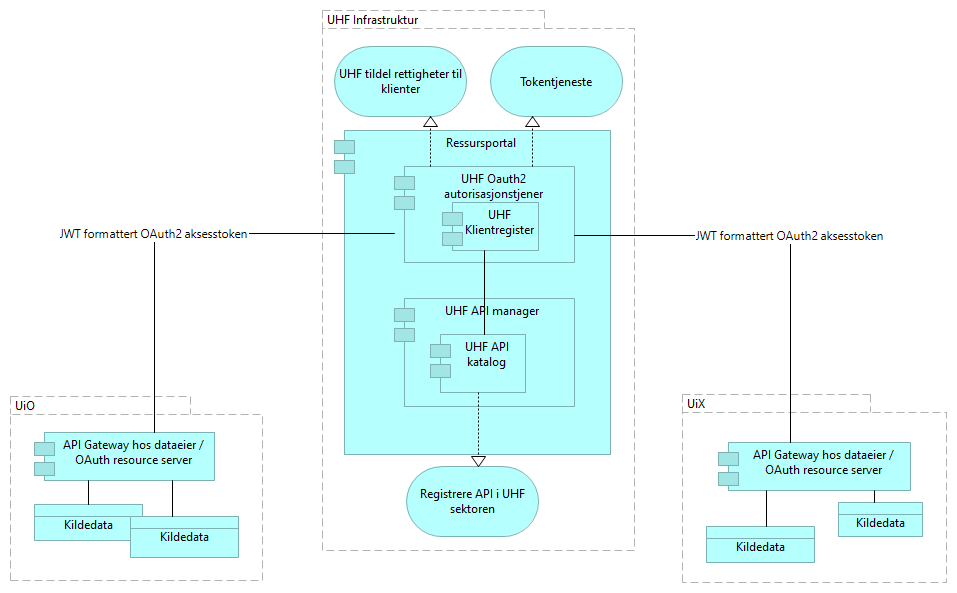 UHF Infrastruktur
UHF tildel rettigheter til
klienter
Tokentjeneste
Ressursportal
UHF Oauth2
autorisasjonstjener
UHF
Klientregister
JWT formattert OAuth2 aksesstoken
JWT formattert OAuth2 aksesstoken
UHF API manager
UHF API
katalog
UiO
API Gateway hos dataeier /
OAuth resource server
Kildedata
Kildedata
Registrere API i UHF
sektoren
UiX
API Gateway hos dataeier /
OAuth resource server
Kildedata
Kildedata